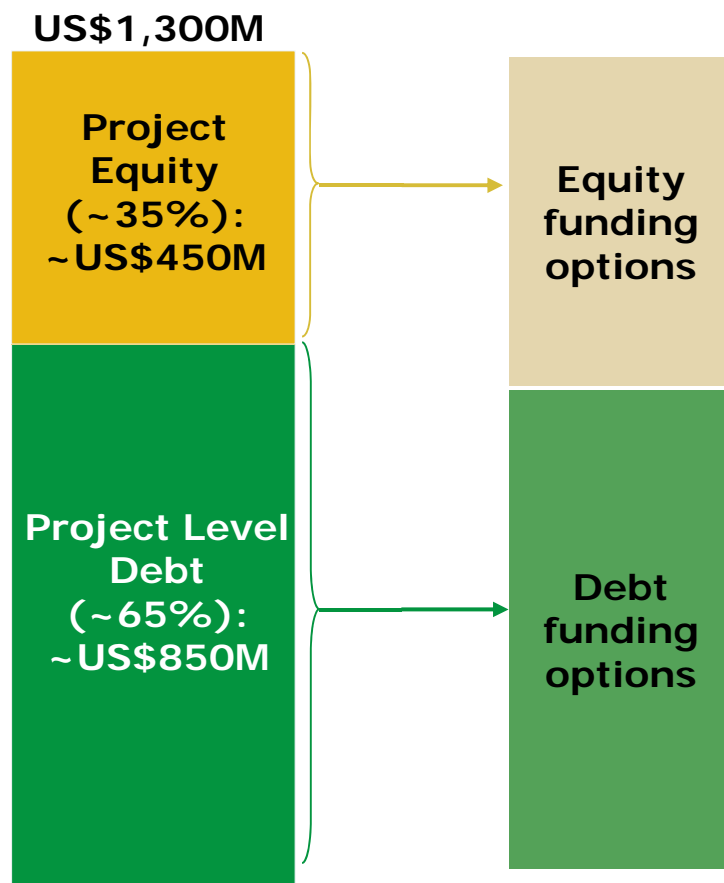 US$1,300M
Project
Equity
(~35%):
~US$450M
Equity
funding
options
Project Level
Debt
(~65%):
~US$850M
Debt
funding
options